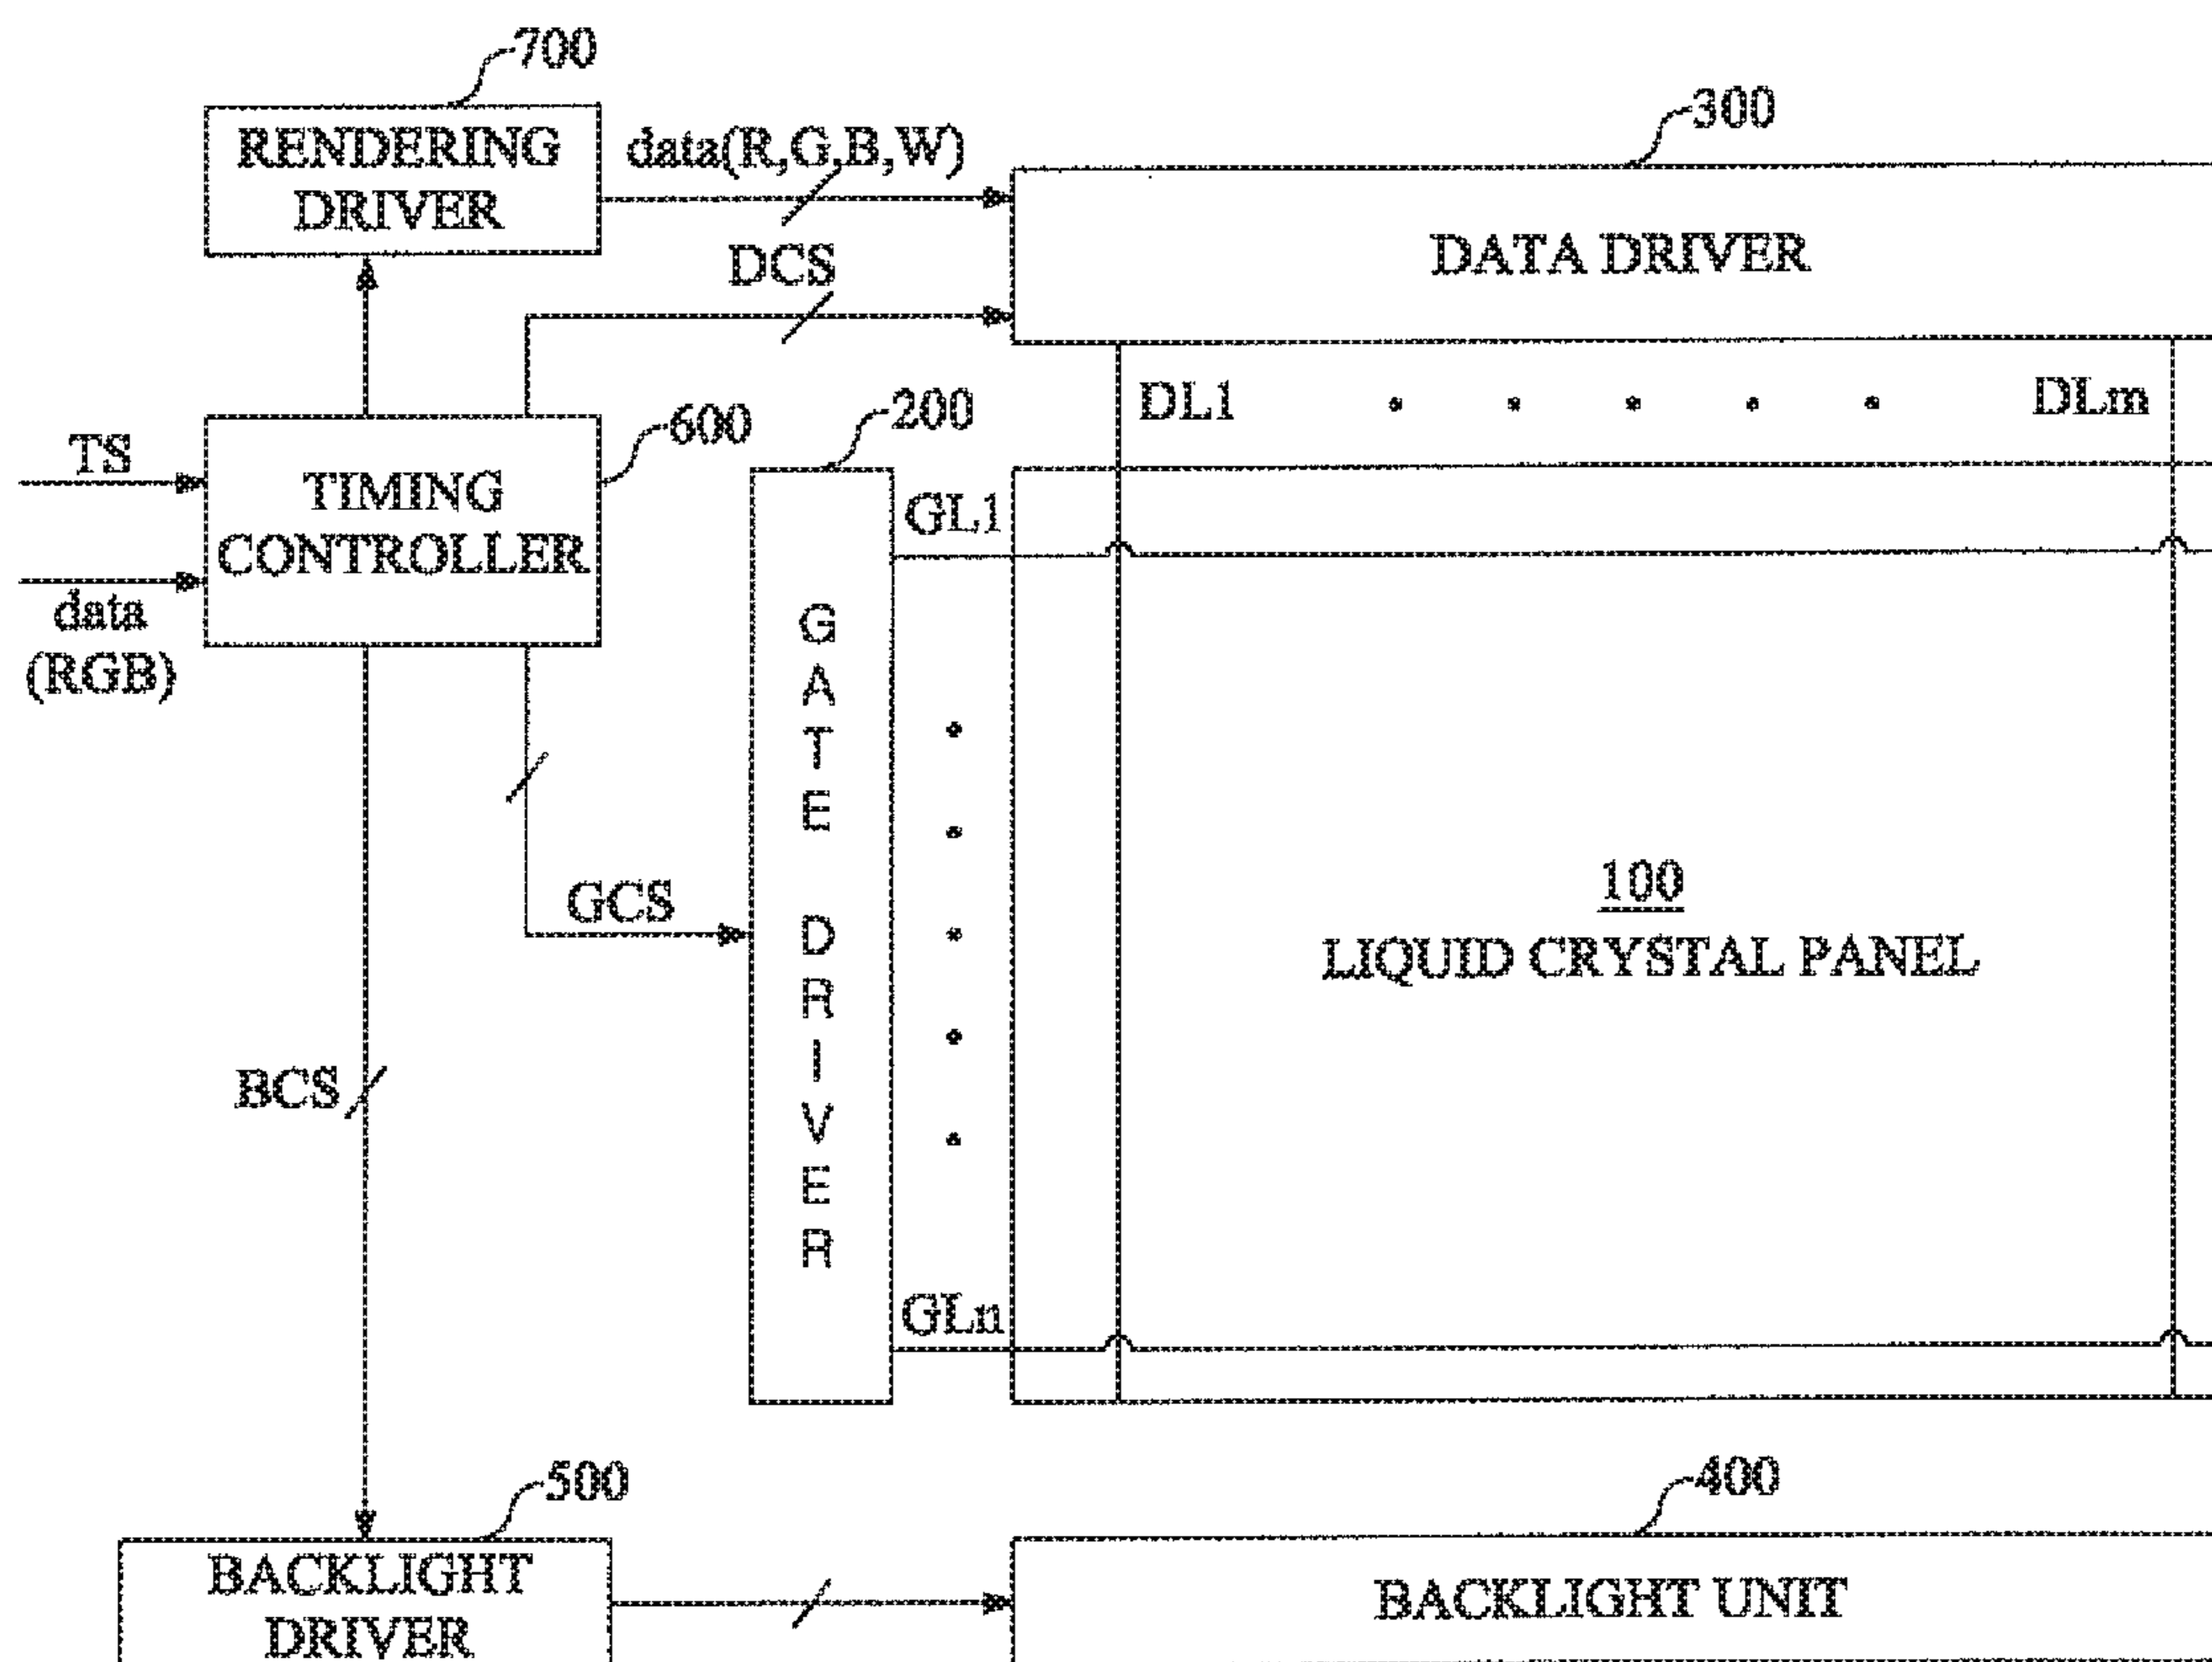 700
RENDERING
DRIVER
data(R,G,B,W)
300
DATA DRIVER
DCS
DL1
DLm
200
600
TS
TIMING
CONTROLLER
data
(RGB)
GL1
GATE DRIVER
GCS
100
LIQUID CRYSTAL PANEL
BCS
GLn
500
BACKLIGHT
DRIVER
400
BACKLIGHT UNIT